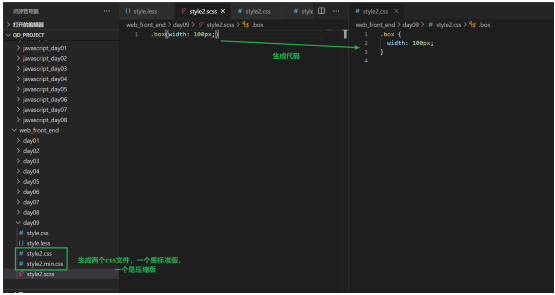 资源管理器
style.less
style2.scss
style2.css
style2.css
打开的编辑器
web_front_end > day09 > style2.scss > .box
web_front_end > day09 > style2.css > .box
QD_PROJECT
1 .box{width: 100px;}
1 .box {
2 width: 100px;
3 }
4
生成代码
javascript_day01
javascript_day02
javascript_day03
javascript_day04
javascript_day05
javascript_day06
javascript_day07
javascript_day08
web_front_end
day01
day02
day03
day04
day05
day06
day07
day08
day09
style.css
style.less
style2.css
style2.min.css
style2.scss
生成两个css文件，一个是标准版，
一个是压缩版